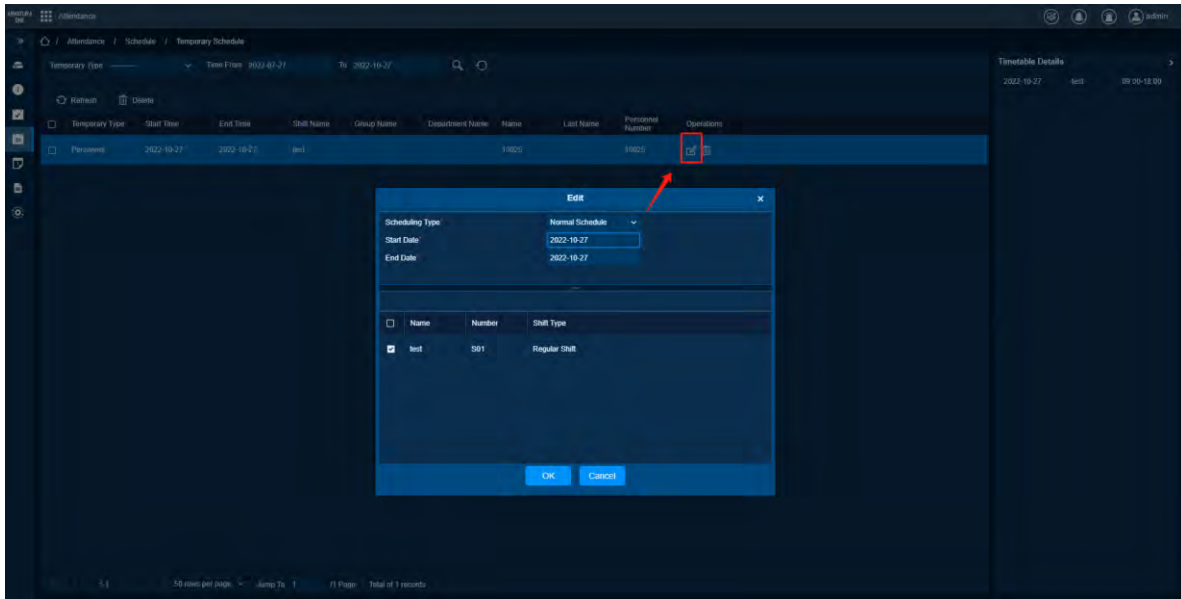 Attendance
admin
/ Attendance / Schedule / Temporary Schedule
Temporary Type
Time From 2022-07-27
To 2022-10-27
Refresh
Delete
Temporary Type Start Time End Time Shift Name Group Name Department Name Name Last Name Personnel Number Operations
Personnel 2022-10-27 2022-10-27 test
Timetable Details
2022-10-27 test 09:00-18:00
Edit
Scheduling Type* Normal Schedule
Start Date* 2022-10-27
End Date 2022-10-27
Name Number Shift Type
test S01 Regular Shift
OK Cancel
50 rows per page Jump To 1 /1 Page Total of 1 records